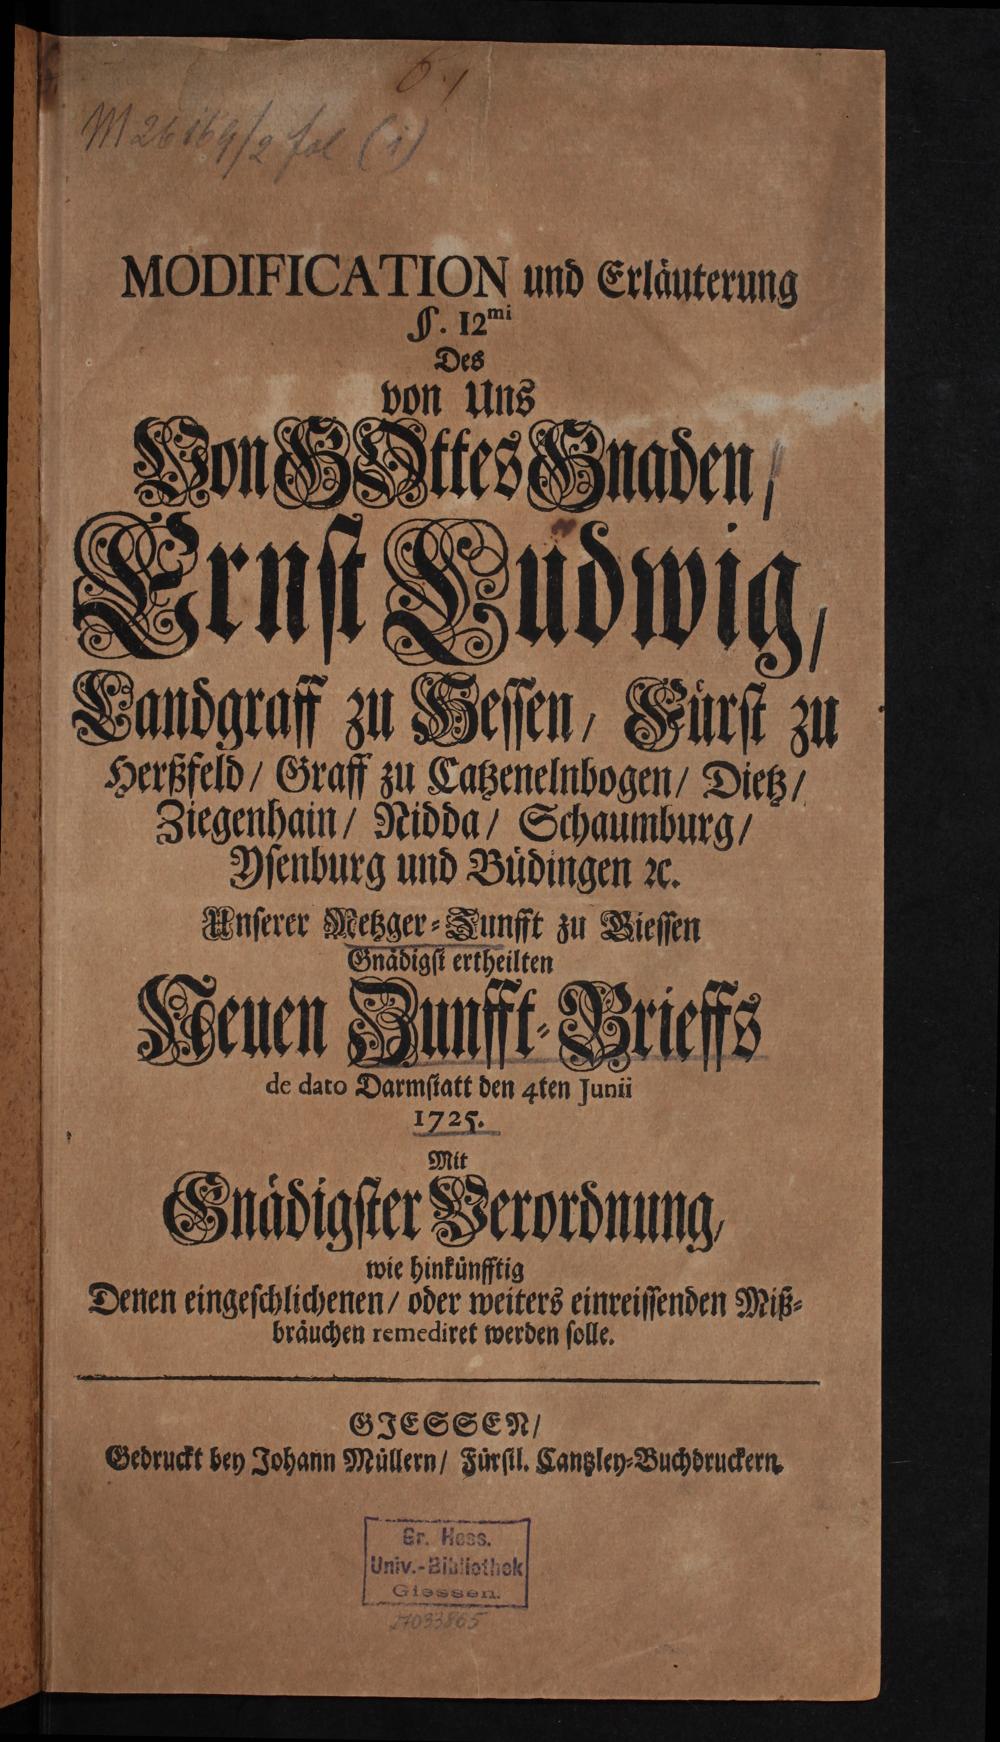 6.
M 26164/2 fol (1)
MODIFICATION und Erläuterung
§. 12mi
Des
von Uns
Von GOttes Gnaden/
Ernst Ludwig,
Landgraff zu Hessen, Fürst zu
Herßfeld/ Graff zu Catzenelnbogen/ Dietz/
Ziegenhain/ Nidda/ Schaumburg/
Ysenburg und Büdingen ꝛc.
Unserer Metzger-Zunfft zu Giessen
Gnädigst ertheilten
Neuen Zunfft-Brieffs
de dato Darmstatt den 4ten Junii
1725.
Mit
Gnädigster Verordnung,
wie hinkünfftig
Denen eingeschlichenen/ oder weiters einreissenden Miß-
bräuchen remediret werden solle.
GIESSEN/
Gedruckt bey Johann Müllern/ Fürstl. Cantzley-Buchdruckern.
Gr. Hess.
Univ.-Bibliothek
Giessen.